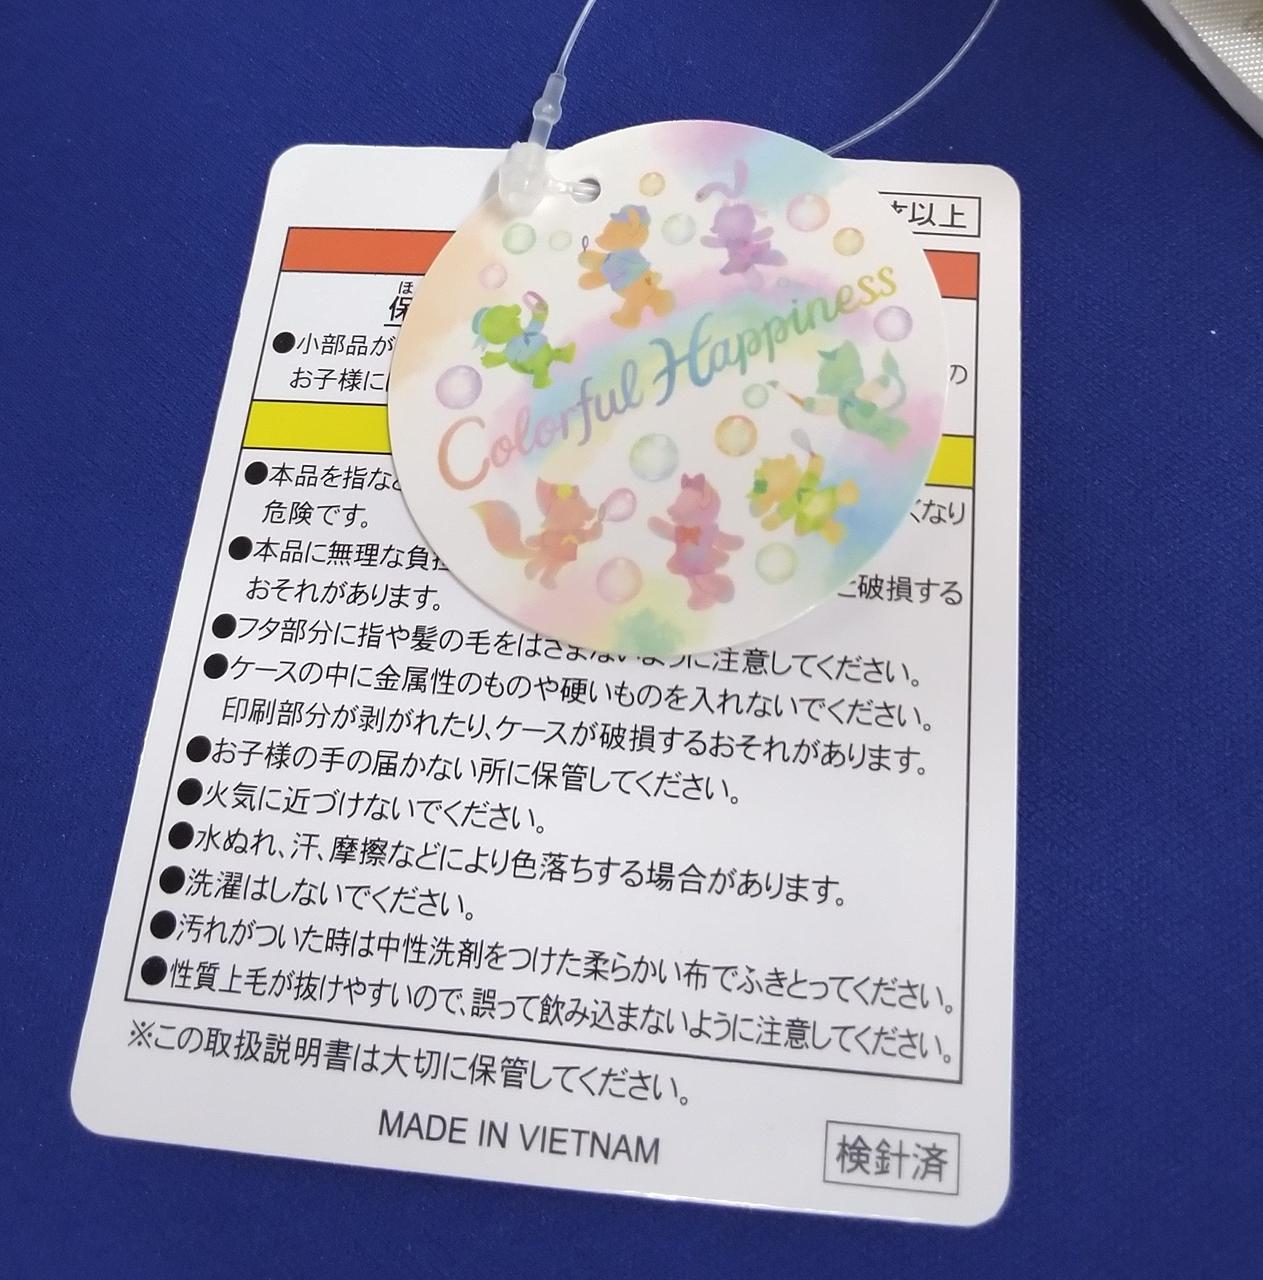 以上
Colorful Happiness
ほ
保
●小部品が
の
お子様に
●本品を指な
くなり
危険です。
●本品に無理な負担
と破損する
おそれがあります。
●フタ部分に指や髪の毛をはさまないように注意してください。
●ケースの中に金属性のものや硬いものを入れないでください。
印刷部分が剥がれたり、ケースが破損するおそれがあります。
●お子様の手の届かない所に保管してください。
●火気に近づけないでください。
●水ぬれ、汗、摩擦などにより色落ちする場合があります。
●洗濯はしないでください。
●汚れがついた時は中性洗剤をつけた柔らかい布でふきとってください。
●性質上毛が抜けやすいので、誤って飲み込まないように注意してください。
※この取扱説明書は大切に保管してください。
MADE IN VIETNAM
検針済